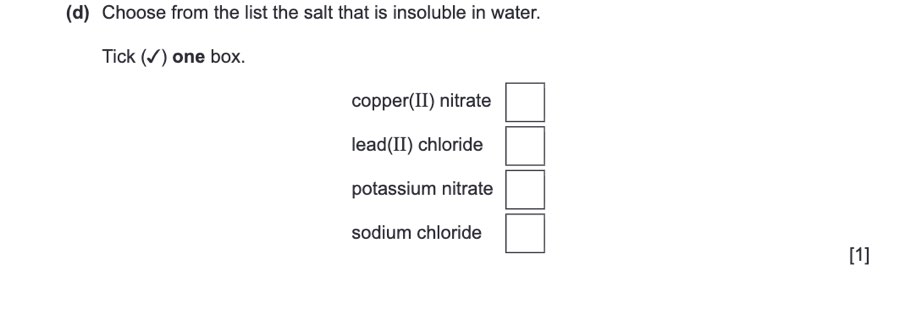 (d) Choose from the list the salt that is insoluble in water.
Tick (✓) one box.
copper(II) nitrate
lead(II) chloride
potassium nitrate
sodium chloride
[1]